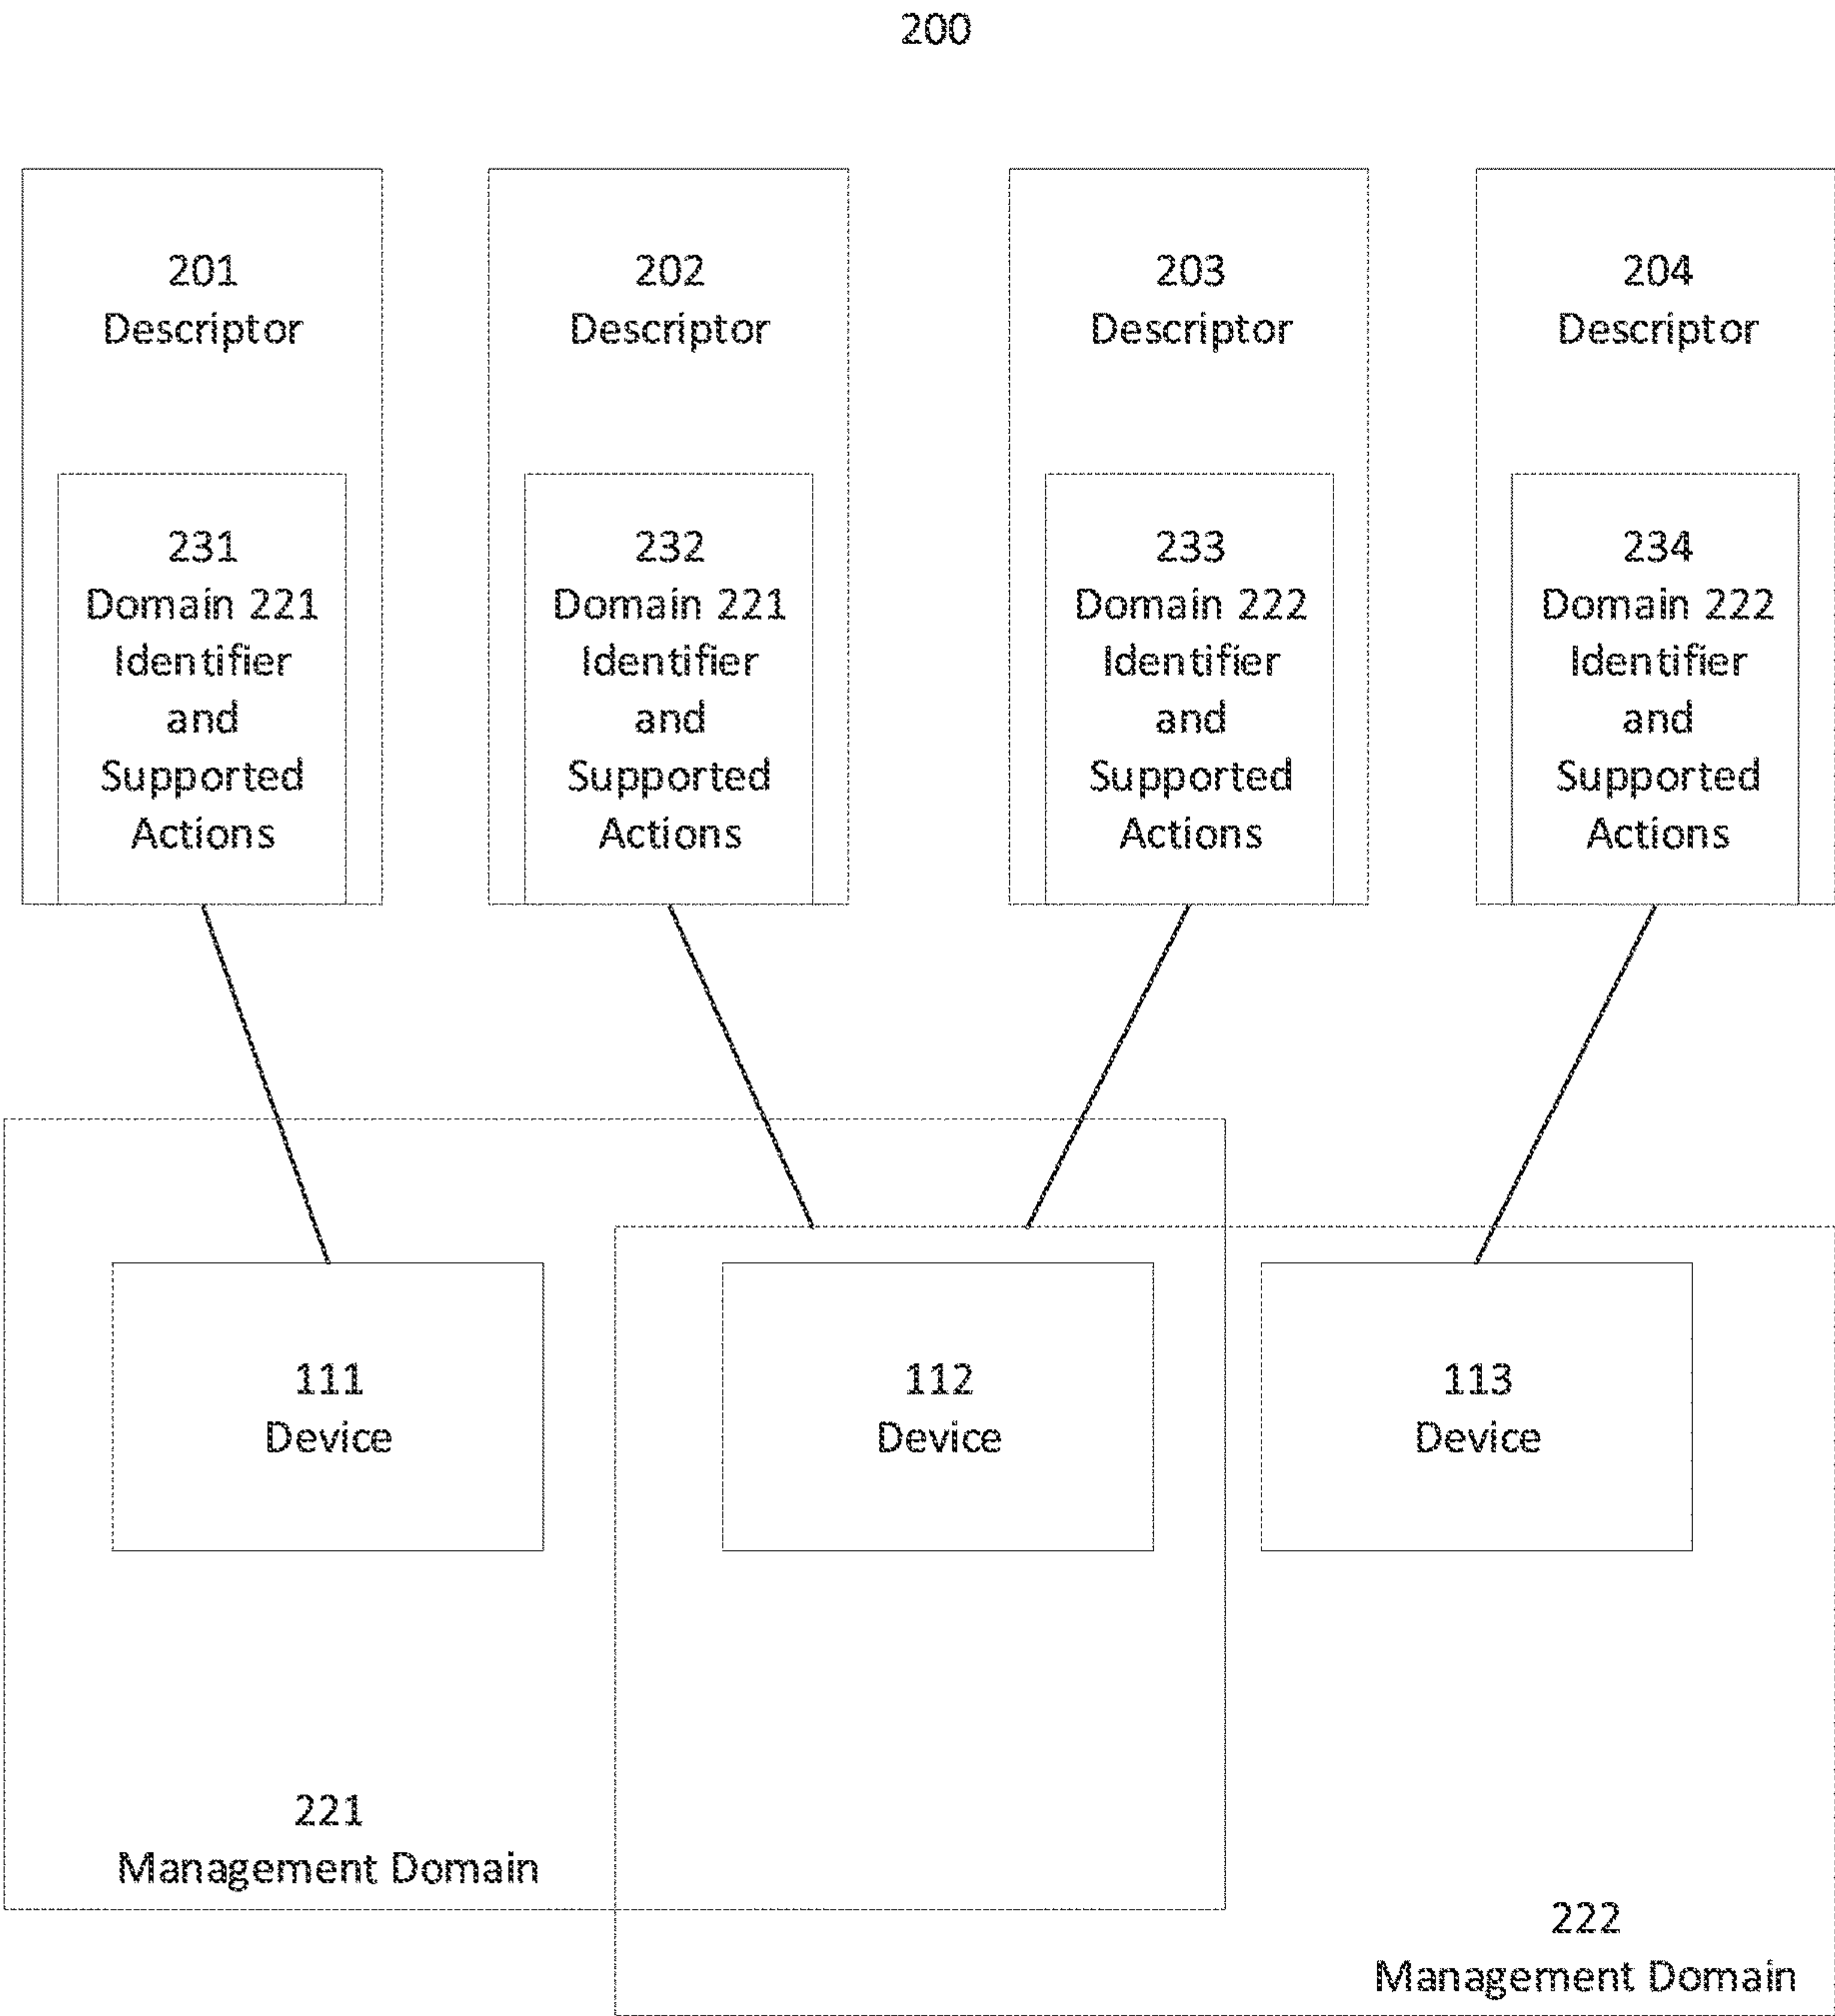 200
201
Descriptor
231
Domain 221
Identifier
and
Supported
Actions
202
Descriptor
232
Domain 221
Identifier
and
Supported
Actions
203
Descriptor
233
Domain 222
Identifier
and
Supported
Actions
204
Descriptor
234
Domain 222
Identifier
and
Supported
Actions
111
Device
112
Device
113
Device
221
Management Domain
222
Management Domain